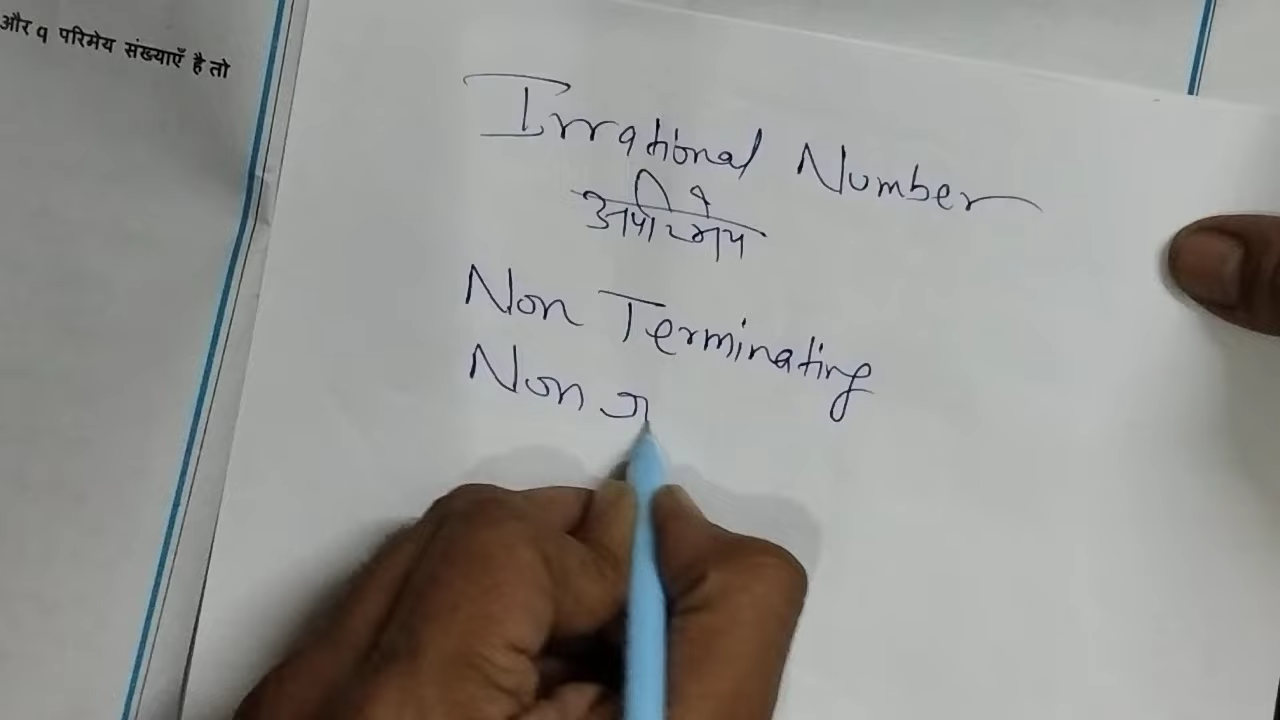 और q परिमेय संख्याएँ है तो
Irrational Number
अपरिमेय
Non Terminating
Non